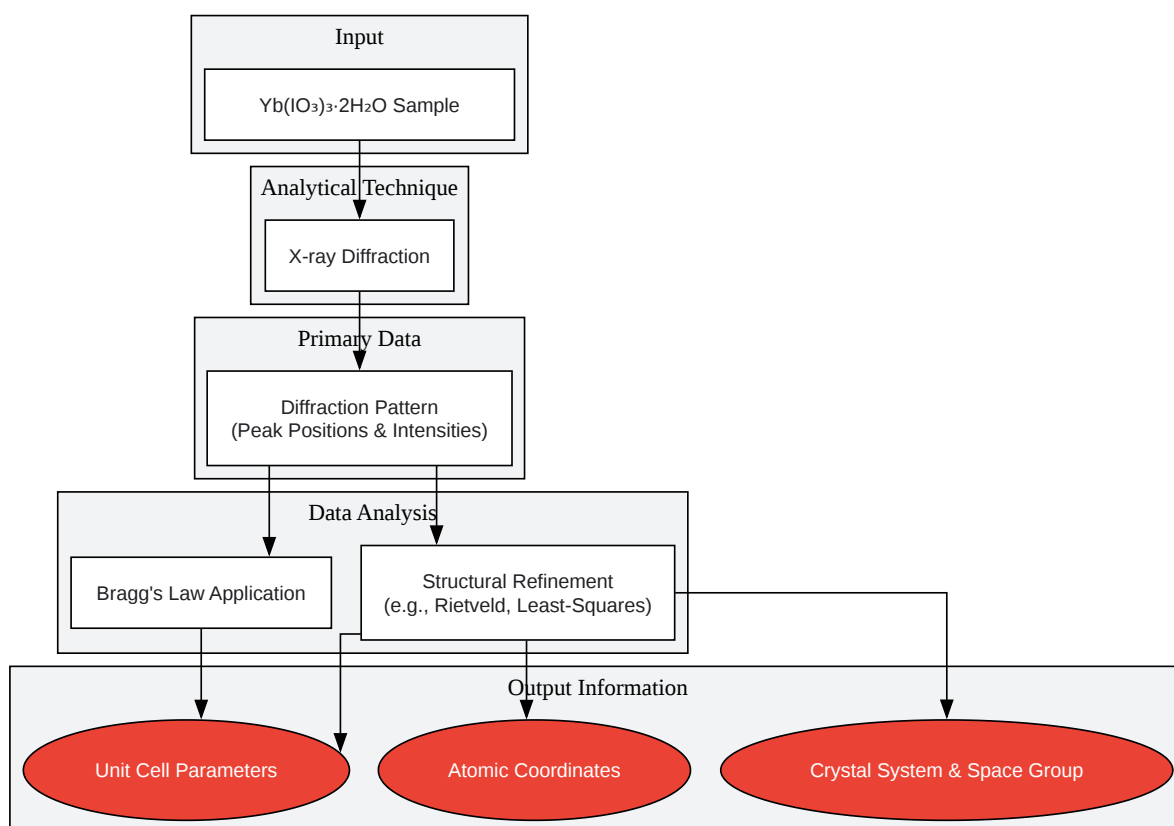 Input
Yb(IO₃)₃·2H₂O Sample
Analytical Technique
X-ray Diffraction
Primary Data
Diffraction Pattern
(Peak Positions & Intensities)
Data Analysis
Bragg's Law Application
Structural Refinement
(e.g., Rietveld, Least-Squares)
Output Information
Unit Cell Parameters
Atomic Coordinates
Crystal System & Space Group